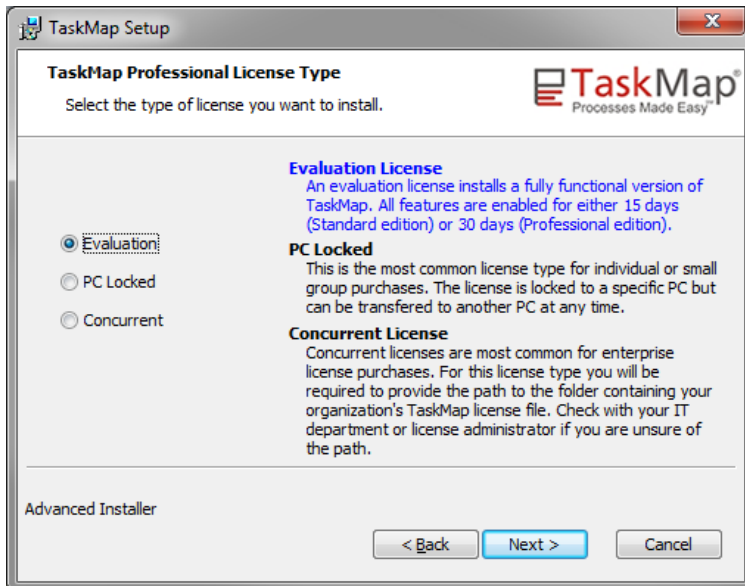 TaskMap Setup
TaskMap Professional License Type
Select the type of license you want to install.
TaskMap®
Processes Made Easy™
Evaluation License
An evaluation license installs a fully functional version of
TaskMap. All features are enabled for either 15 days
(Standard edition) or 30 days (Professional edition).
Evaluation
PC Locked
This is the most common license type for individual or small
group purchases. The license is locked to a specific PC but
can be transfered to another PC at any time.
PC Locked
Concurrent
Concurrent License
Concurrent licenses are most common for enterprise
license purchases. For this license type you will be
required to provide the path to the folder containing your
organization's TaskMap license file. Check with your IT
department or license administrator if you are unsure of
the path.
Advanced Installer
< Back
Next >
Cancel